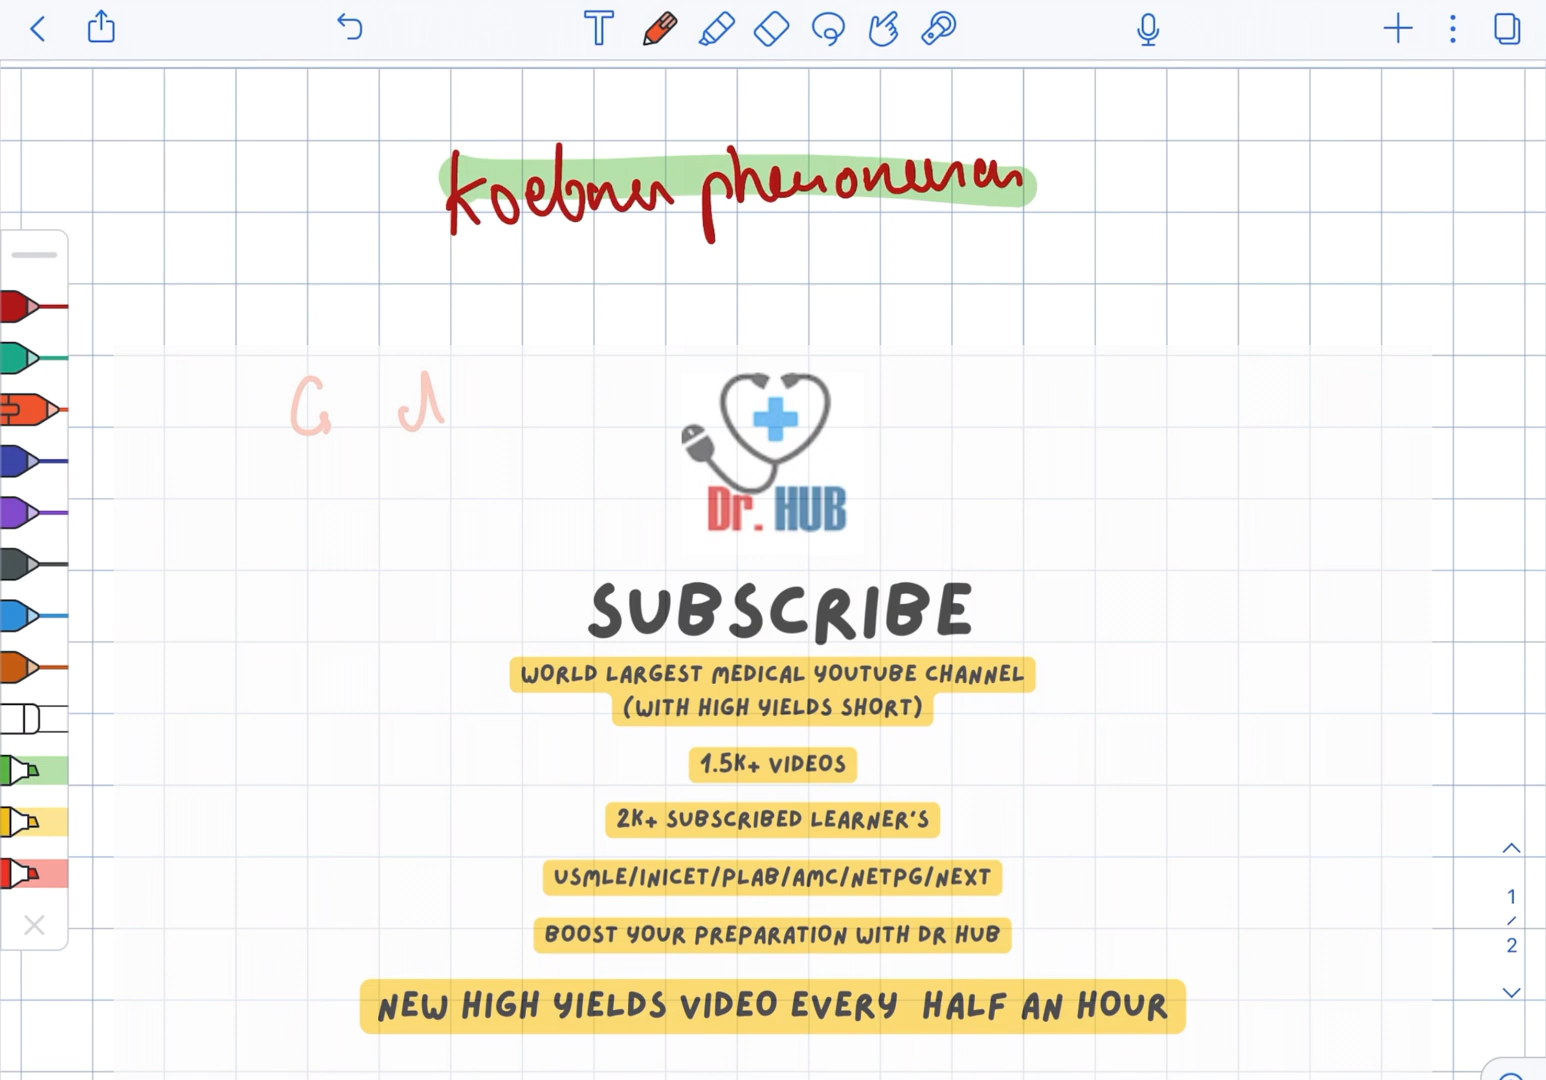 Koebner phenomenon
Dr. HUB
SUBSCRIBE
WORLD LARGEST MEDICAL YOUTUBE CHANNEL
(WITH HIGH YIELDS SHORT)
1.5K+ VIDEOS
2K+ SUBSCRIBED LEARNER'S
USMLE/INICET/PLAB/AMC/NETPG/NEXT
BOOST YOUR PREPARATION WITH DR HUB
NEW HIGH YIELDS VIDEO EVERY HALF AN HOUR
1
/
2